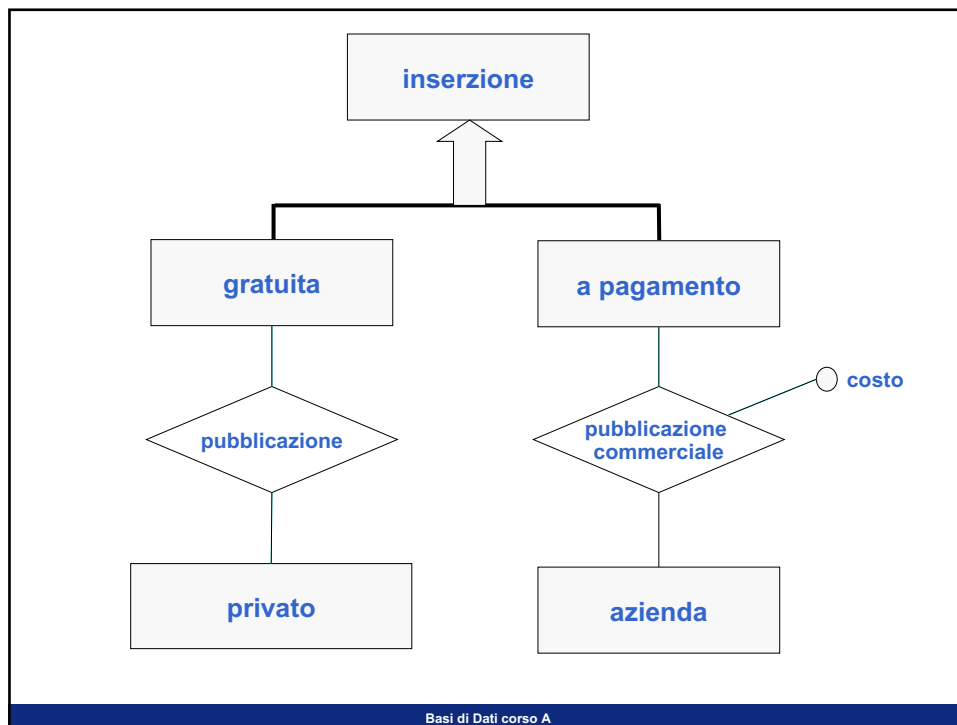 inserzione
gratuita
a pagamento
costo
pubblicazione
pubblicazione
commerciale
privato
azienda
Basi di Dati corso A